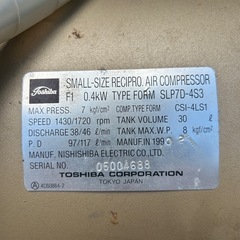 Toshiba SMALL-SIZE RECIPRO. AIR COMPRESSOR
F1 0.4kW TYPE FORM SLP7D-4S3
MAX PRESS 7 kgf/cm² COMP.TYPE FORM CSI-4LS1
SPEED 1430/1720 rpm TANK VOLUME 30 ℓ
DISCHARGE 38/46 ℓ/min TANK MAX.W.P 8 kgf/cm²
P. D 97/117 ℓ/min MANUF.IN 199
MANUF. NISHISHIBA ELECTRIC CO.,LTD.
SERIAL NO. 05004688
TOSHIBA CORPORATION
TOKYO JAPAN